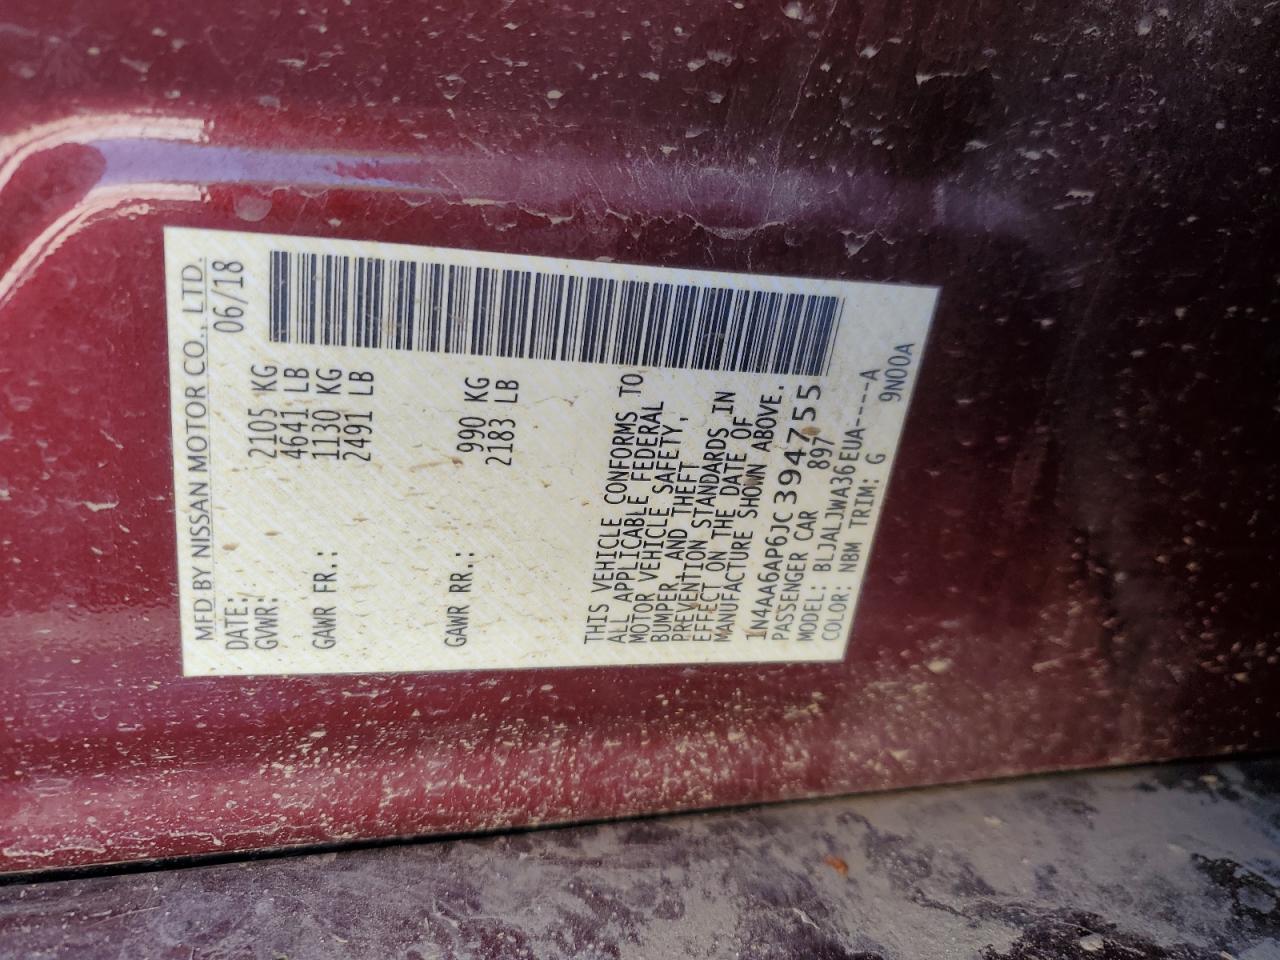 MFD BY NISSAN MOTOR CO., LTD.
DATE: 06/18
GVWR: 2105 KG
4641 LB
GAWR FR.: 1130 KG
2491 LB
GAWR RR.: 990 KG
2183 LB
THIS VEHICLE CONFORMS TO
ALL APPLICABLE FEDERAL
MOTOR VEHICLE SAFETY,
BUMPER, AND THEFT
PREVENTION STANDARDS IN
EFFECT ON THE DATE OF
MANUFACTURE SHOWN ABOVE.
1N4AA6AP6JC394755
PASSENGER CAR 897
MODEL: BLJALJWA36EUA----A
COLOR: NBM TRIM: G 9N00A